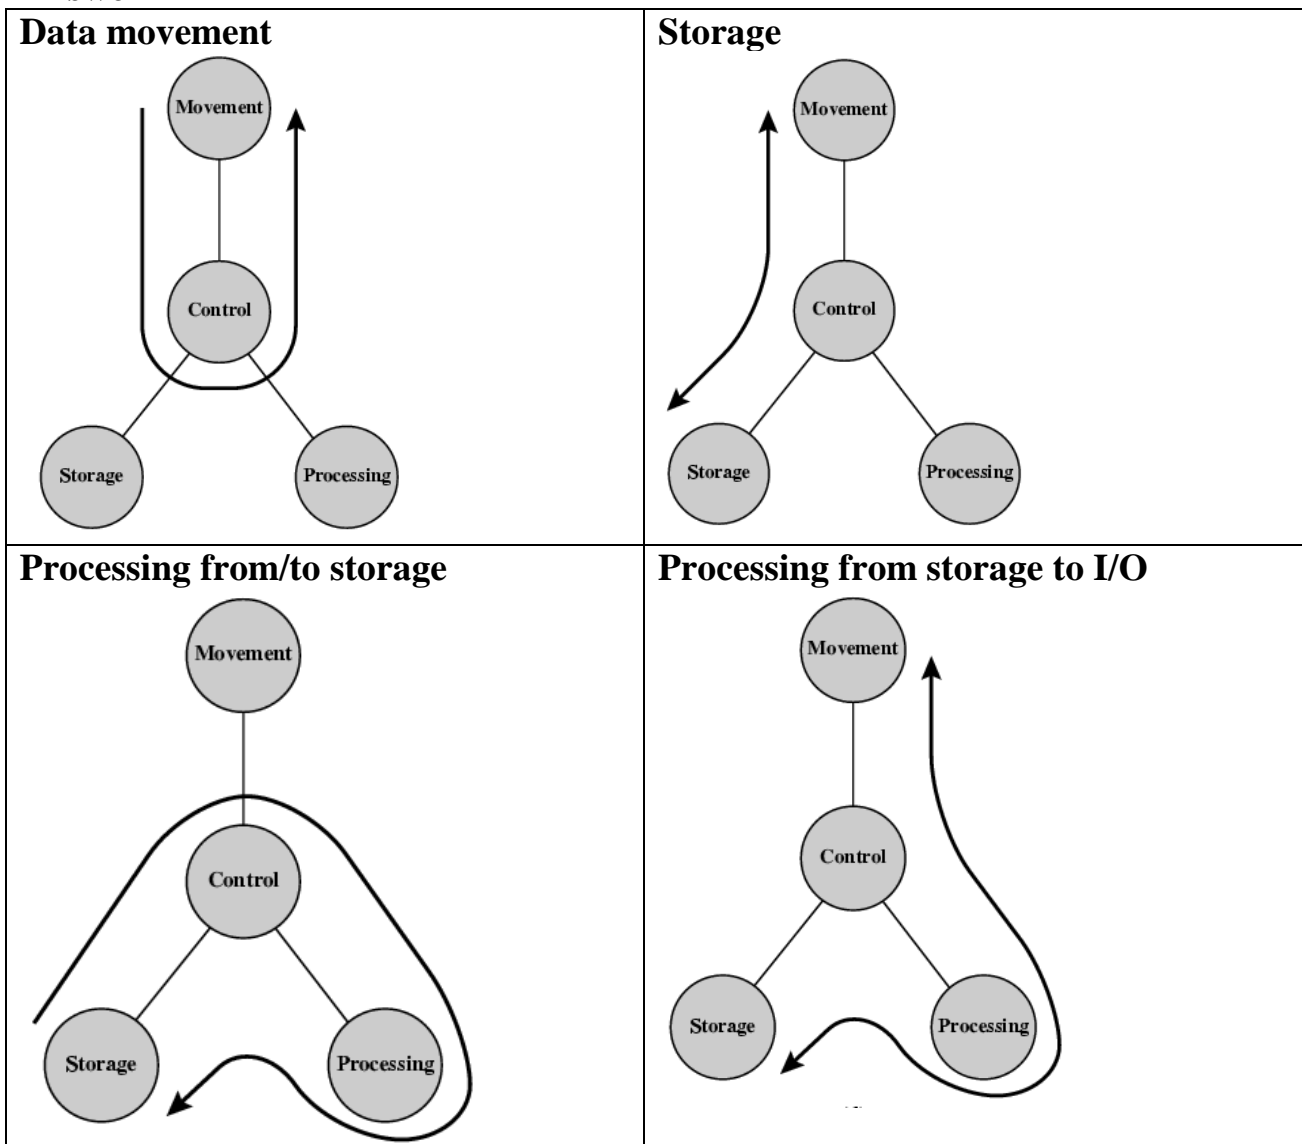 Data movement
Movement
Control
Storage
Processing
Storage
Movement
Control
Storage
Processing
Processing from/to storage
Movement
Control
Storage
Processing
Processing from storage to I/O
Movement
Control
Storage
Processing